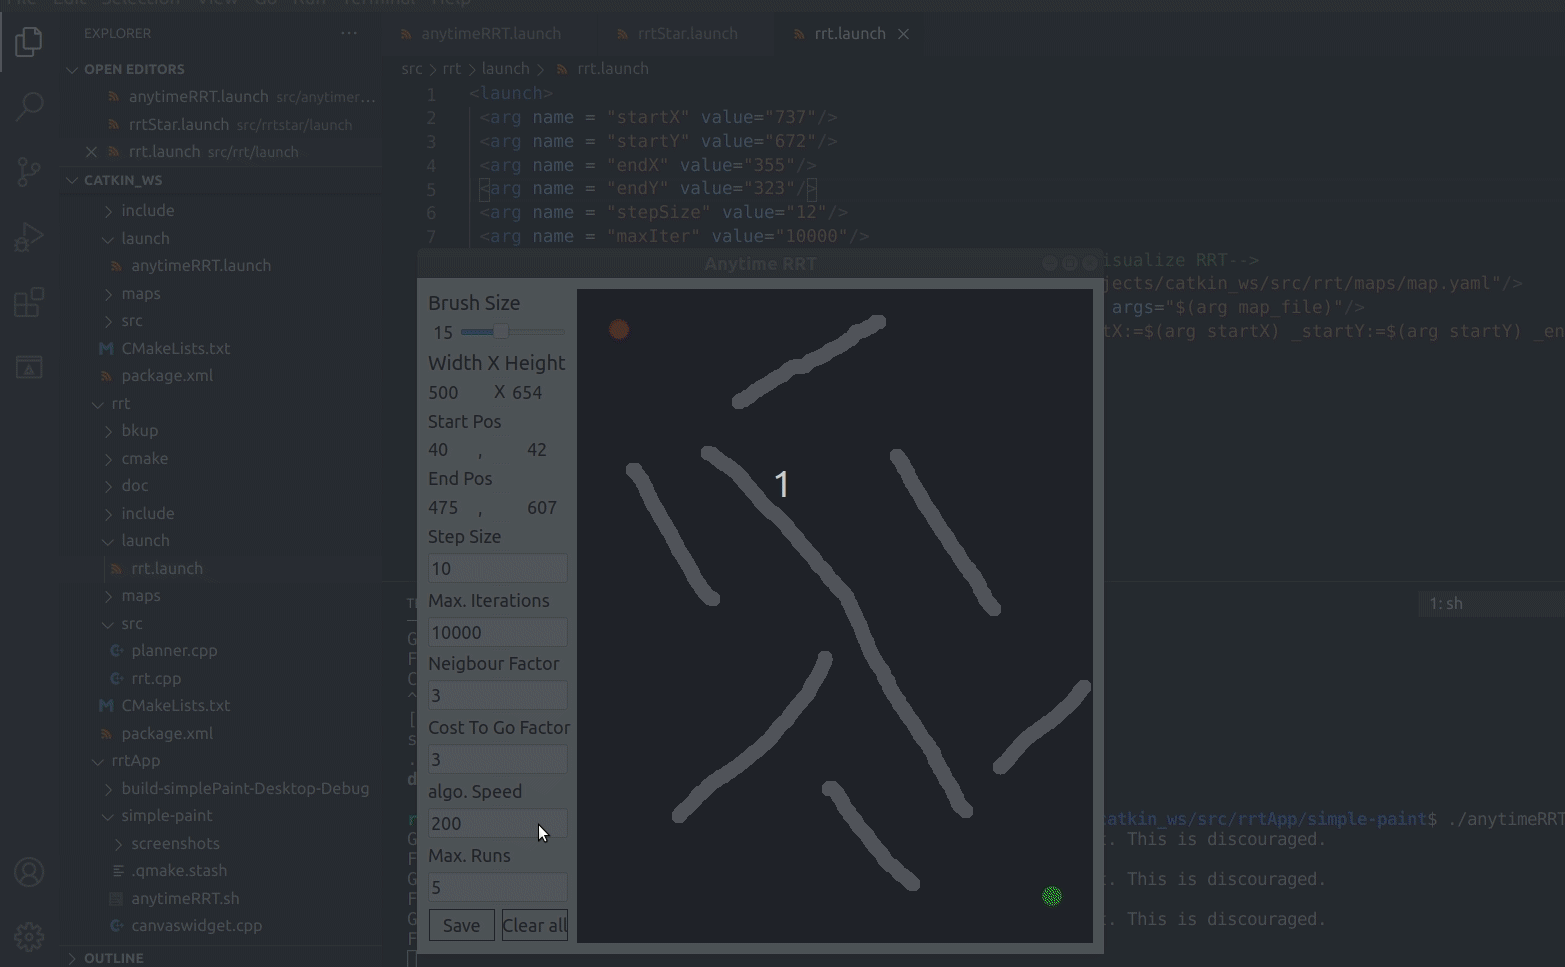 File Edit Selection View Go Run Terminal Help
EXPLORER
OPEN EDITORS
anytimeRRT.launch src/anytimer...
rrtStar.launch src/rrtstar/launch
rrt.launch src/rrt/launch
CATKIN_WS
include
launch
anytimeRRT.launch
maps
src
CMakeLists.txt
package.xml
rrt
bkup
cmake
doc
include
launch
rrt.launch
maps
src
planner.cpp
rrt.cpp
CMakeLists.txt
package.xml
rrtApp
build-simplePaint-Desktop-Debug
simple-paint
screenshots
.qmake.stash
anytimeRRT.sh
canvaswidget.cpp
OUTLINE
anytimeRRT.launch rrtStar.launch rrt.launch
src > rrt > launch > rrt.launch
1 <launch>
2 <arg name = "startX" value="737"/>
3 <arg name = "startY" value="672"/>
4 <arg name = "endX" value="355"/>
5 <arg name = "endY" value="323"/>
6 <arg name = "stepSize" value="12"/>
7 <arg name = "maxIter" value="10000"/>
isualize RRT-->
jects/catkin_ws/src/rrt/maps/map.yaml"/>
args="$(arg map_file)"/>
tX:=$(arg startX) _startY:=$(arg startY) _en
Anytime RRT
Brush Size
15
Width X Height
500 X 654
Start Pos
40 , 42
End Pos
475 , 607
Step Size
10
Max. Iterations
10000
Neigbour Factor
3
Cost To Go Factor
3
algo. Speed
200
Max. Runs
5
Save Clear all
1
1: sh
catkin_ws/src/rrtApp/simple-paint$ ./anytimeRRT
. This is discouraged.
. This is discouraged.
. This is discouraged.